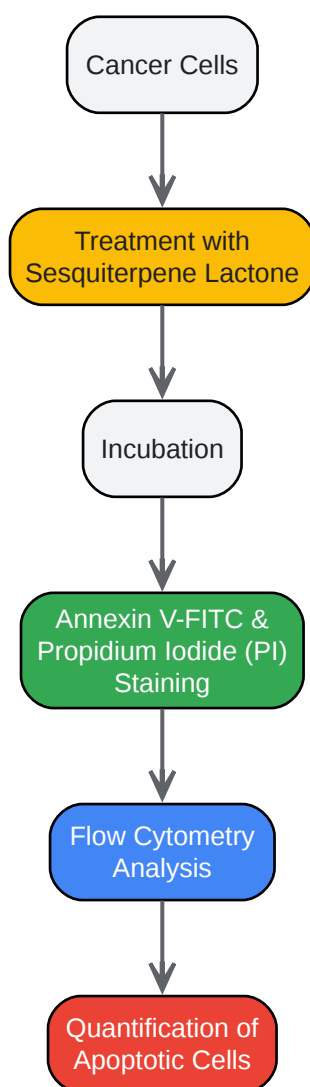 Cancer Cells
Treatment with
Sesquiterpene Lactone
Incubation
Annexin V-FITC &
Propidium Iodide (PI)
Staining
Flow Cytometry
Analysis
Quantification of
Apoptotic Cells